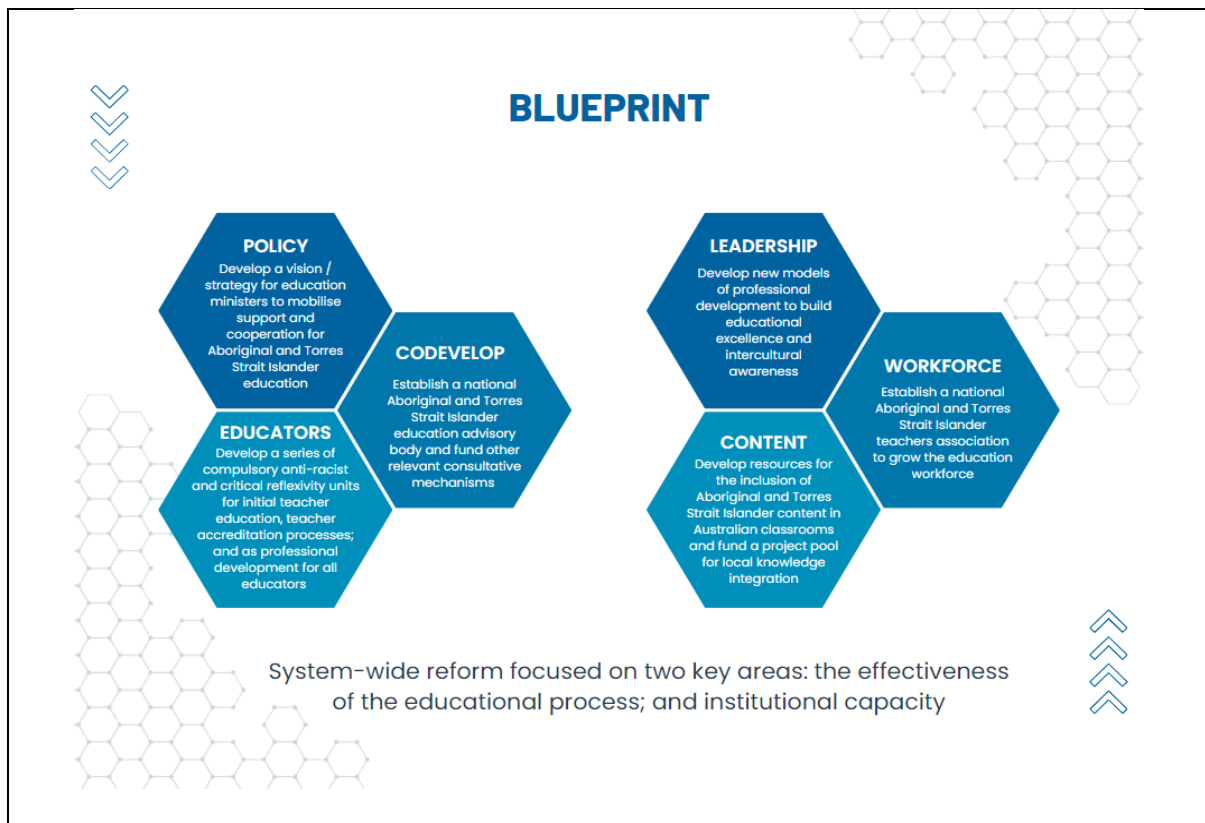 BLUEPRINT
POLICY
Develop a vision /
strategy for education
ministers to mobilise
support and
cooperation for
Aboriginal and Torres
Strait Islander
education
CODEVELOP
Establish a national
Aboriginal and Torres
Strait Islander
education advisory
body and fund other
relevant consultative
mechanisms
EDUCATORS
Develop a series of
compulsory anti-racist
and critical reflexivity units
for initial teacher
education, teacher
accreditation processes;
and as professional
development for all
educators
LEADERSHIP
Develop new models
of professional
development to build
educational
excellence and
intercultural
awareness
WORKFORCE
Establish a national
Aboriginal and Torres
Strait Islander
teachers association
to grow the education
workforce
CONTENT
Develop resources for
the inclusion of
Aboriginal and Torres
Strait Islander content in
Australian classrooms
and fund a project pool
for local knowledge
integration
System-wide reform focused on two key areas: the effectiveness
of the educational process; and institutional capacity